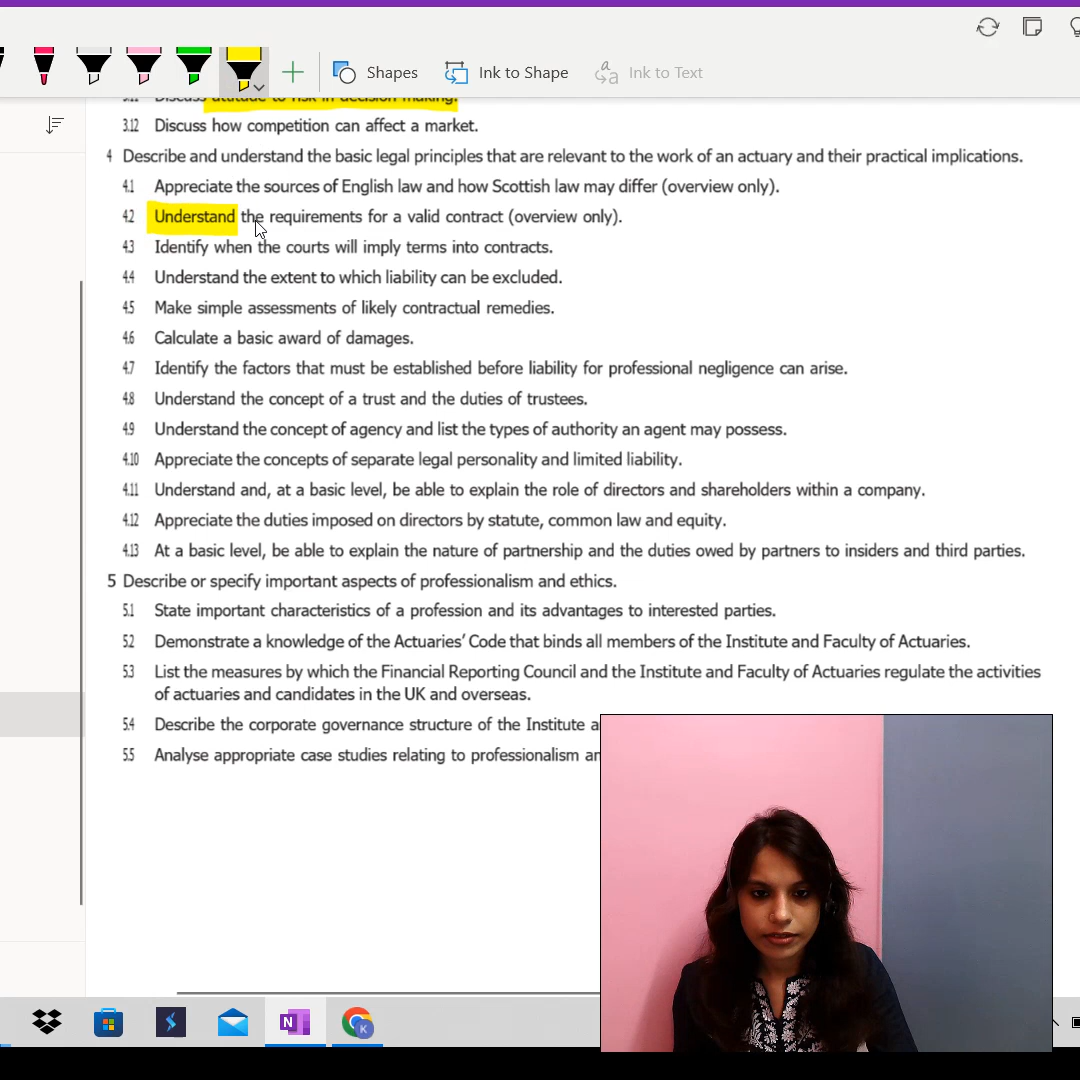 Shapes
Ink to Shape
Ink to Text
3.11 Discuss attitude to risk in decision making.
3.12 Discuss how competition can affect a market.
4 Describe and understand the basic legal principles that are relevant to the work of an actuary and their practical implications.
4.1 Appreciate the sources of English law and how Scottish law may differ (overview only).
4.2 Understand the requirements for a valid contract (overview only).
4.3 Identify when the courts will imply terms into contracts.
4.4 Understand the extent to which liability can be excluded.
4.5 Make simple assessments of likely contractual remedies.
4.6 Calculate a basic award of damages.
4.7 Identify the factors that must be established before liability for professional negligence can arise.
4.8 Understand the concept of a trust and the duties of trustees.
4.9 Understand the concept of agency and list the types of authority an agent may possess.
4.10 Appreciate the concepts of separate legal personality and limited liability.
4.11 Understand and, at a basic level, be able to explain the role of directors and shareholders within a company.
4.12 Appreciate the duties imposed on directors by statute, common law and equity.
4.13 At a basic level, be able to explain the nature of partnership and the duties owed by partners to insiders and third parties.
5 Describe or specify important aspects of professionalism and ethics.
5.1 State important characteristics of a profession and its advantages to interested parties.
5.2 Demonstrate a knowledge of the Actuaries' Code that binds all members of the Institute and Faculty of Actuaries.
5.3 List the measures by which the Financial Reporting Council and the Institute and Faculty of Actuaries regulate the activities
of actuaries and candidates in the UK and overseas.
5.4 Describe the corporate governance structure of the Institute a
5.5 Analyse appropriate case studies relating to professionalism an
N
K